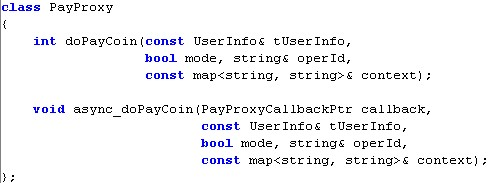 class PayProxy
{
int doPayCoin(const UserInfo& tUserInfo,
bool mode, string& operId,
const map<string, string>& context);
void async_doPayCoin(PayProxyCallbackPtr callback,
const UserInfo& tUserInfo,
bool mode, string& operId,
const map<string, string>& context);
};